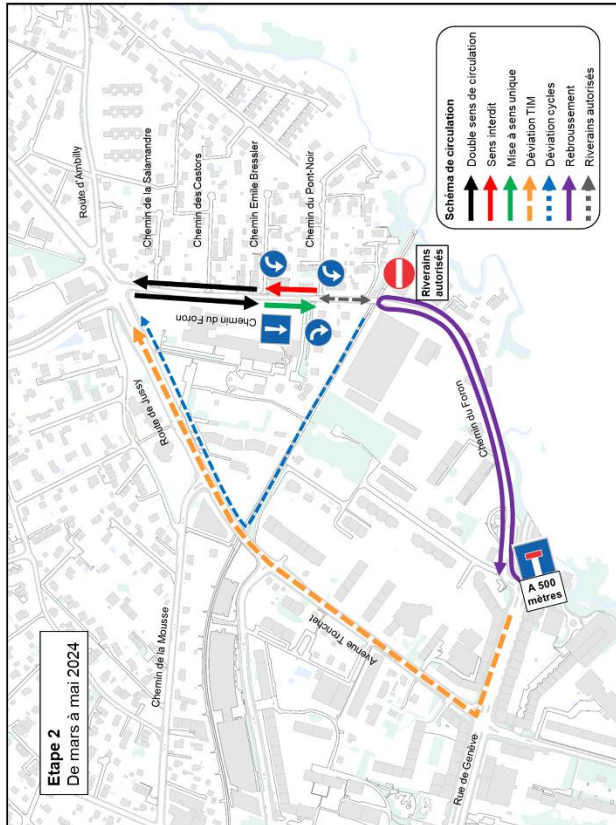 Etape 2
De mars à mai 2024
Chemin de la Mousse
Rue de Genève
Avenue Tronchet
Route de Jussy
Route d'Ambilly
Chemin de la Salamandre
Chemin des Castors
Chemin Emile Bressler
Chemin du Pont-Noir
Chemin du Foron
Riverains
autorisés
Chemin du Foron
A 500
mètres
Schéma de circulation
Double sens de circulation
Sens interdit
Mise à sens unique
Déviation TIM
Déviation cycles
Rebroussement
Riverains autorisés